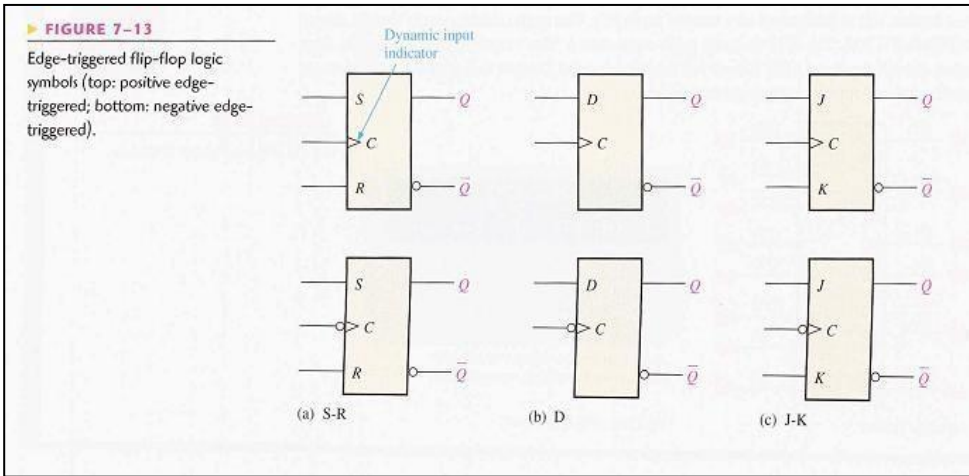 ▶ FIGURE 7–13
Edge-triggered flip-flop logic
symbols (top: positive edge-
triggered; bottom: negative edge-
triggered).
Dynamic input
indicator
S Q
C
R Q̅
D Q
C
Q̅
J Q
C
K Q̅
S Q
C
R Q̅
D Q
C
Q̅
J Q
C
K Q̅
(a) S-R
(b) D
(c) J-K